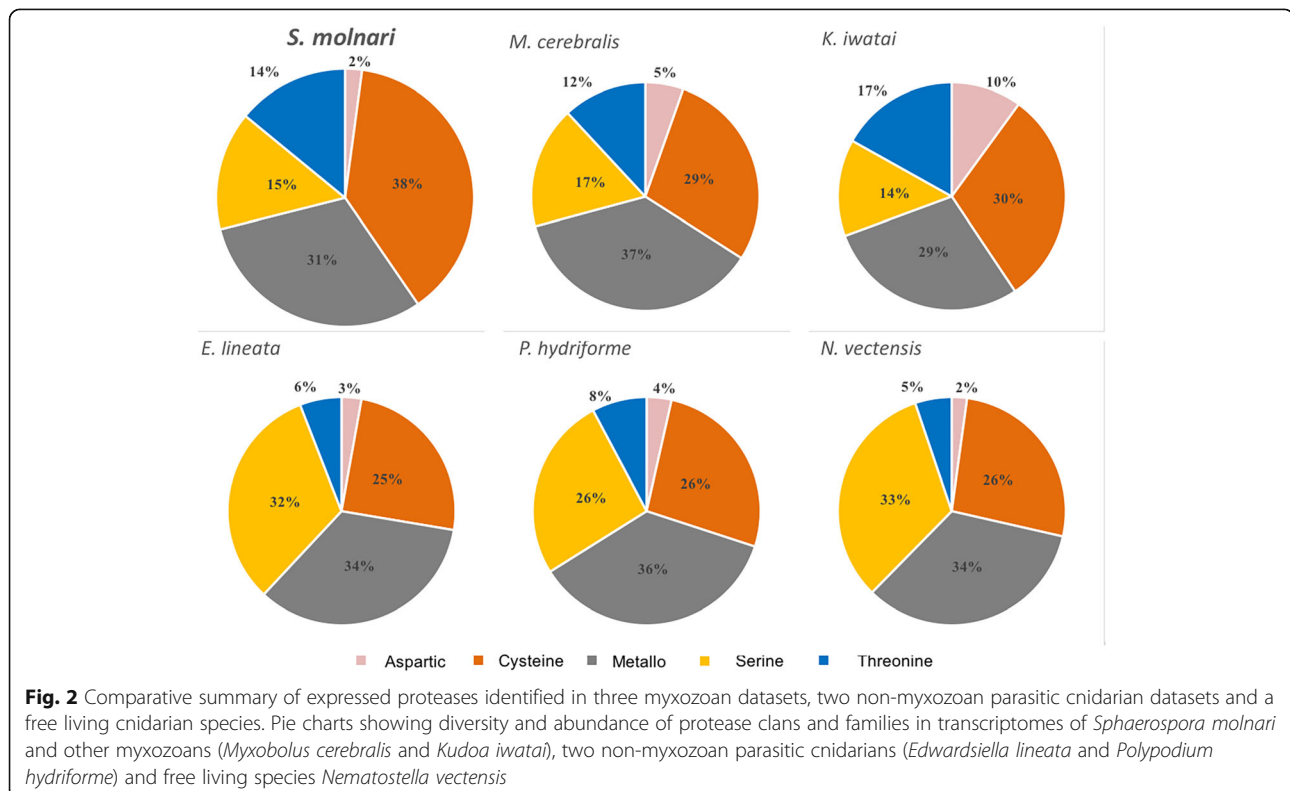 S. molnari
M. cerebralis
K. iwatai
14%
2%
38%
31%
15%
12%
5%
29%
37%
17%
17%
10%
30%
29%
14%
E. lineata
P. hydriforme
N. vectensis
6%
3%
25%
34%
32%
8%
4%
26%
36%
26%
5%
2%
26%
34%
33%
Aspartic Cysteine Metallo Serine Threonine
Fig. 2 Comparative summary of expressed proteases identified in three myxozoan datasets, two non-myxozoan parasitic cnidarian datasets and a
free living cnidarian species. Pie charts showing diversity and abundance of protease clans and families in transcriptomes of Sphaerospora molnari
and other myxozoans (Myxobolus cerebralis and Kudoa iwatai), two non-myxozoan parasitic cnidarians (Edwardsiella lineata and Polypodium
hydriforme) and free living species Nematostella vectensis